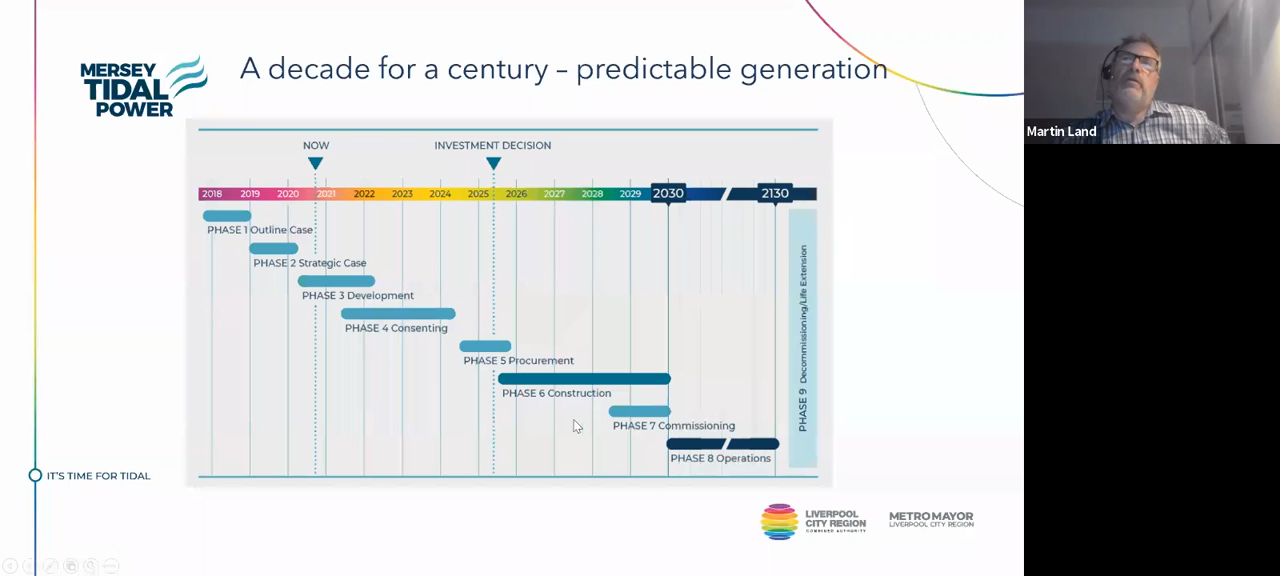 MERSEY
TIDAL
POWER
A decade for a century – predictable generation
Martin Land
NOW
INVESTMENT DECISION
2018 2019 2020 2021 2022 2023 2024 2025 2026 2027 2028 2029 2030 2130
PHASE 1 Outline Case
PHASE 2 Strategic Case
PHASE 3 Development
PHASE 4 Consenting
PHASE 5 Procurement
PHASE 6 Construction
PHASE 7 Commissioning
PHASE 8 Operations
PHASE 9 Decommissioning/Life Extension
IT'S TIME FOR TIDAL
LIVERPOOL
CITY REGION
COMBINED AUTHORITY
METRO MAYOR
LIVERPOOL CITY REGION